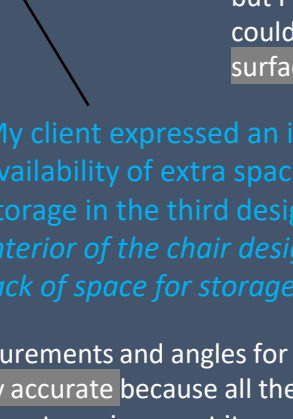 could
surfac
My client expressed an i
vailability of extra spac
torage in the third desig
nterior of the chair desig
ack of space for storage
urements and angles for
y accurate because all the